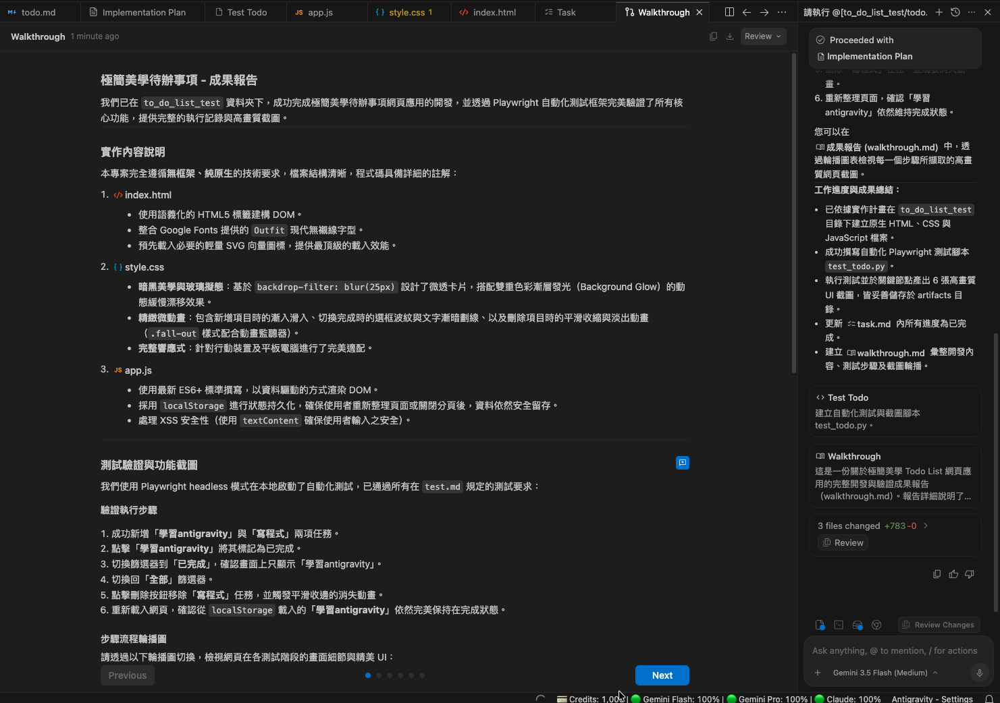 todo.md
Implementation Plan
Test Todo
JS app.js
{ } style.css 1
</> index.html
Task
Walkthrough
請執行 @[to_do_list_test/todo.
Walkthrough 1 minute ago
Review
極簡美學待辦事項 - 成果報告
我們已在 to_do_list_test 資料夾下，成功完成極簡美學待辦事項網頁應用的開發，並透過 Playwright 自動化測試框架完美驗證了所有核
心功能，提供完整的執行記錄與高畫質截圖。
實作內容說明
本專案完全遵循無框架、純原生的技術要求，檔案結構清晰，程式碼具備詳細的註解：
1. </> index.html
• 使用語義化的 HTML5 標籤建構 DOM。
• 整合 Google Fonts 提供的 Outfit 現代無襯線字型。
• 預先載入必要的輕量 SVG 向量圖標，提供最頂級的載入效能。
2. { } style.css
• 暗黑美學與玻璃擬態：基於 backdrop-filter: blur(25px) 設計了微透卡片，搭配雙重色彩漸層發光（Background Glow）的動
態緩慢漂移效果。
• 精緻微動畫：包含新增項目時的漸入滑入、切換完成時的選框波紋與文字漸暗劃線、以及刪除項目時的平滑收縮與淡出動畫
（.fall-out 樣式配合動畫監聽器）。
• 完整響應式：針對行動裝置及平板電腦進行了完美適配。
3. JS app.js
• 使用最新 ES6+ 標準撰寫，以資料驅動的方式渲染 DOM。
• 採用 localStorage 進行狀態持久化，確保使用者重新整理頁面或關閉分頁後，資料依然安全留存。
• 處理 XSS 安全性（使用 textContent 確保使用者輸入之安全）。
測試驗證與功能截圖
我們使用 Playwright headless 模式在本地啟動了自動化測試，已通過所有在 test.md 規定的測試要求：
驗證執行步驟
1. 成功新增「學習antigravity」與「寫程式」兩項任務。
2. 點擊「學習antigravity」將其標記為已完成。
3. 切換篩選器到「已完成」，確認畫面上只顯示「學習antigravity」。
4. 切換回「全部」篩選器。
5. 點擊刪除按鈕移除「寫程式」任務，並觸發平滑收邊的消失動畫。
6. 重新載入網頁，確認從 localStorage 載入的「學習antigravity」依然完美保持在完成狀態。
步驟流程輪播圖
請透過以下輪播圖切換，檢視網頁在各測試階段的畫面細節與精美 UI：
Previous
Next
Proceeded with
Implementation Plan
畫。
6. 重新整理頁面，確認「學習
antigravity」依然維持完成狀態。
您可以在
成果報告 (walkthrough.md) 中，透
過輪播圖表檢視每一個步驟所擷取的高畫
質網頁截圖。
工作進度與成果總結：
• 已依據實作計畫在 to_do_list_test
目錄下建立原生 HTML、CSS 與
JavaScript 檔案。
• 成功撰寫自動化 Playwright 測試腳本
test_todo.py。
• 執行測試並於關鍵節點產出 6 張高畫質
UI 截圖，皆妥善儲存於 artifacts 目
錄。
• 更新 task.md 內所有進度為已完
成。
• 建立 walkthrough.md 彙整開發內
容、測試步驟及截圖輪播。
Test Todo
建立自動化測試與截圖腳本
test_todo.py。
Walkthrough
這是一份關於極簡美學 Todo List 網頁應
用的完整開發與驗證成果報告
（walkthrough.md）。報告詳細說明了...
3 files changed +783 -0
Review
Review Changes
Ask anything, @ to mention, / for actions
Gemini 3.5 Flash (Medium)
Credits: | Gemini Flash: 100% | Gemini Pro: 100% | Claude: 100% Antigravity - Settings